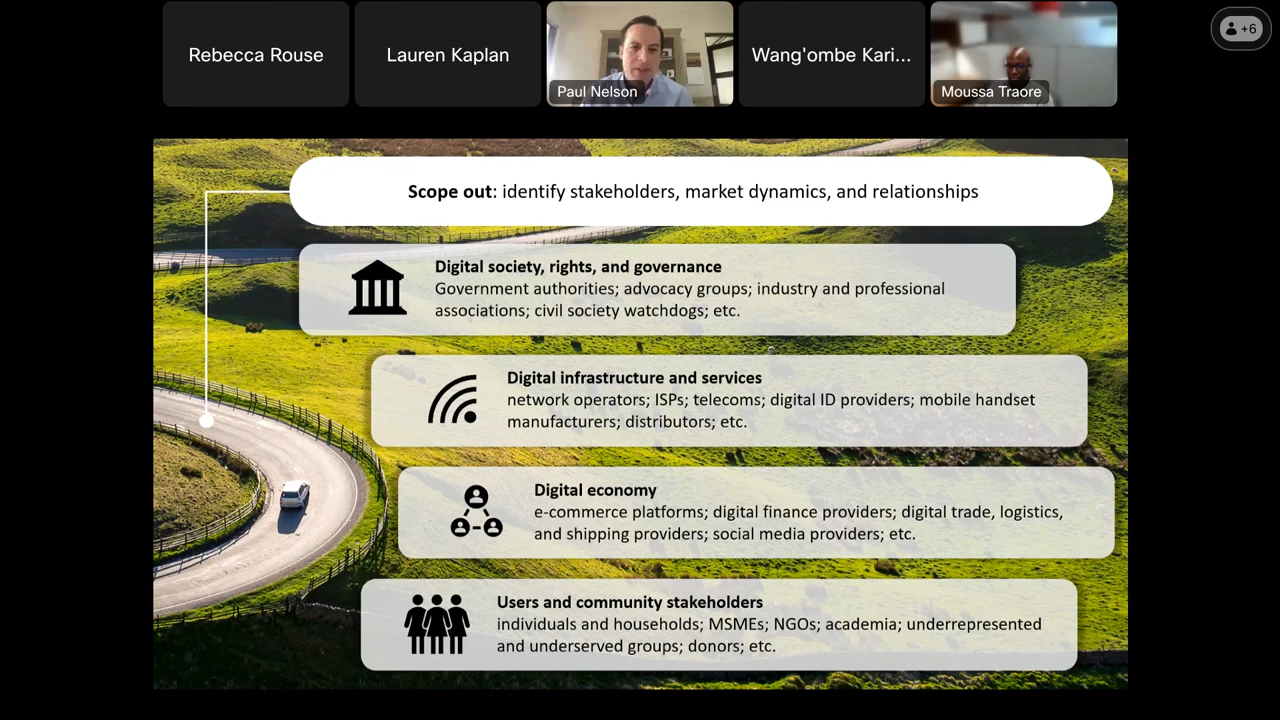 Rebecca Rouse
Lauren Kaplan
Paul Nelson
Wang'ombe Kari...
Moussa Traore
+6
Scope out: identify stakeholders, market dynamics, and relationships
Digital society, rights, and governance
Government authorities; advocacy groups; industry and professional
associations; civil society watchdogs; etc.
Digital infrastructure and services
network operators; ISPs; telecoms; digital ID providers; mobile handset
manufacturers; distributors; etc.
Digital economy
e-commerce platforms; digital finance providers; digital trade, logistics,
and shipping providers; social media providers; etc.
Users and community stakeholders
individuals and households; MSMEs; NGOs; academia; underrepresented
and underserved groups; donors; etc.